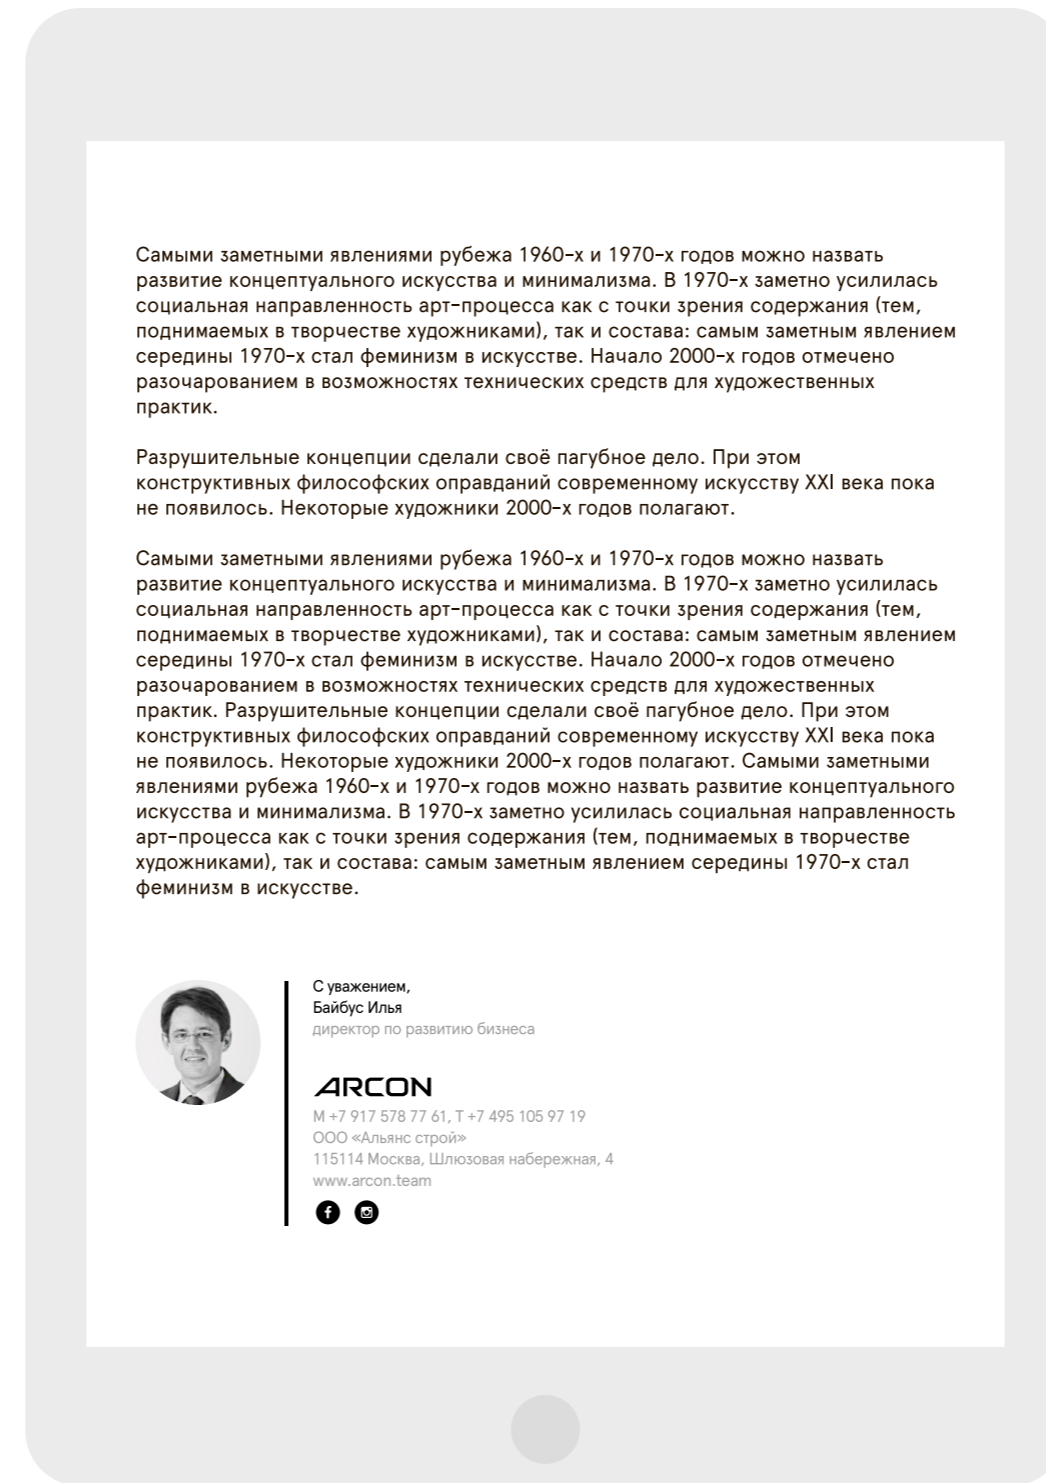 Самыми заметными явлениями рубежа 1960-х и 1970-х годов можно назвать
развитие концептуального искусства и минимализма. В 1970-х заметно усилилась
социальная направленность арт-процесса как с точки зрения содержания (тем,
поднимаемых в творчестве художниками), так и состава: самым заметным явлением
середины 1970-х стал феминизм в искусстве. Начало 2000-х годов отмечено
разочарованием в возможностях технических средств для художественных
практик.
Разрушительные концепции сделали своё пагубное дело. При этом
конструктивных философских оправданий современному искусству XXI века пока
не появилось. Некоторые художники 2000-х годов полагают.
Самыми заметными явлениями рубежа 1960-х и 1970-х годов можно назвать
развитие концептуального искусства и минимализма. В 1970-х заметно усилилась
социальная направленность арт-процесса как с точки зрения содержания (тем,
поднимаемых в творчестве художниками), так и состава: самым заметным явлением
середины 1970-х стал феминизм в искусстве. Начало 2000-х годов отмечено
разочарованием в возможностях технических средств для художественных
практик. Разрушительные концепции сделали своё пагубное дело. При этом
конструктивных философских оправданий современному искусству XXI века пока
не появилось. Некоторые художники 2000-х годов полагают. Самыми заметными
явлениями рубежа 1960-х и 1970-х годов можно назвать развитие концептуального
искусства и минимализма. В 1970-х заметно усилилась социальная направленность
арт-процесса как с точки зрения содержания (тем, поднимаемых в творчестве
художниками), так и состава: самым заметным явлением середины 1970-х стал
феминизм в искусстве.
С уважением,
Байбус Илья
директор по развитию бизнеса
ARCON
М +7 917 578 77 61, Т +7 495 105 97 19
ООО «Альянс строй»
115114 Москва, Шлюзовая набережная, 4
www.arcon.team